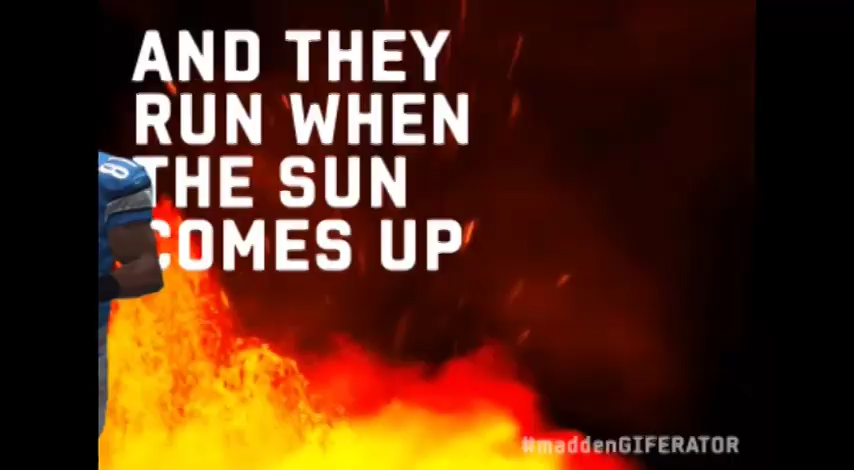 AND THEY
RUN WHEN
THE SUN
COMES UP
#maddenGIFERATOR